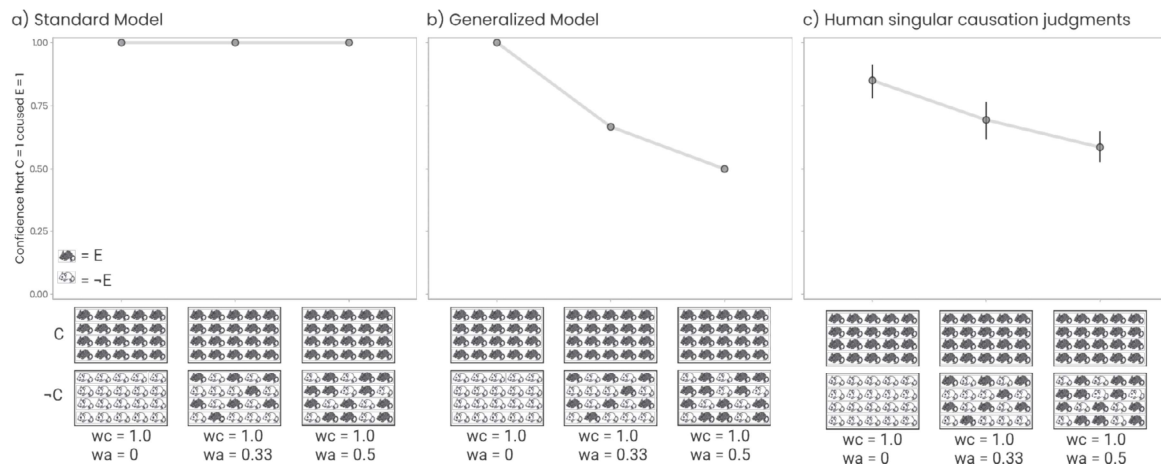 a) Standard Model
b) Generalized Model
c) Human singular causation judgments
Confidence that C = 1 caused E = 1
1.00
0.75
0.50
0.25
0.00
= E
= ¬E
C
¬C
wc = 1.0 wc = 1.0 wc = 1.0 wc = 1.0 wc = 1.0 wc = 1.0 wc = 1.0 wc = 1.0 wc = 1.0
wa = 0 wa = 0.33 wa = 0.5 wa = 0 wa = 0.33 wa = 0.5 wa = 0 wa = 0.33 wa = 0.5